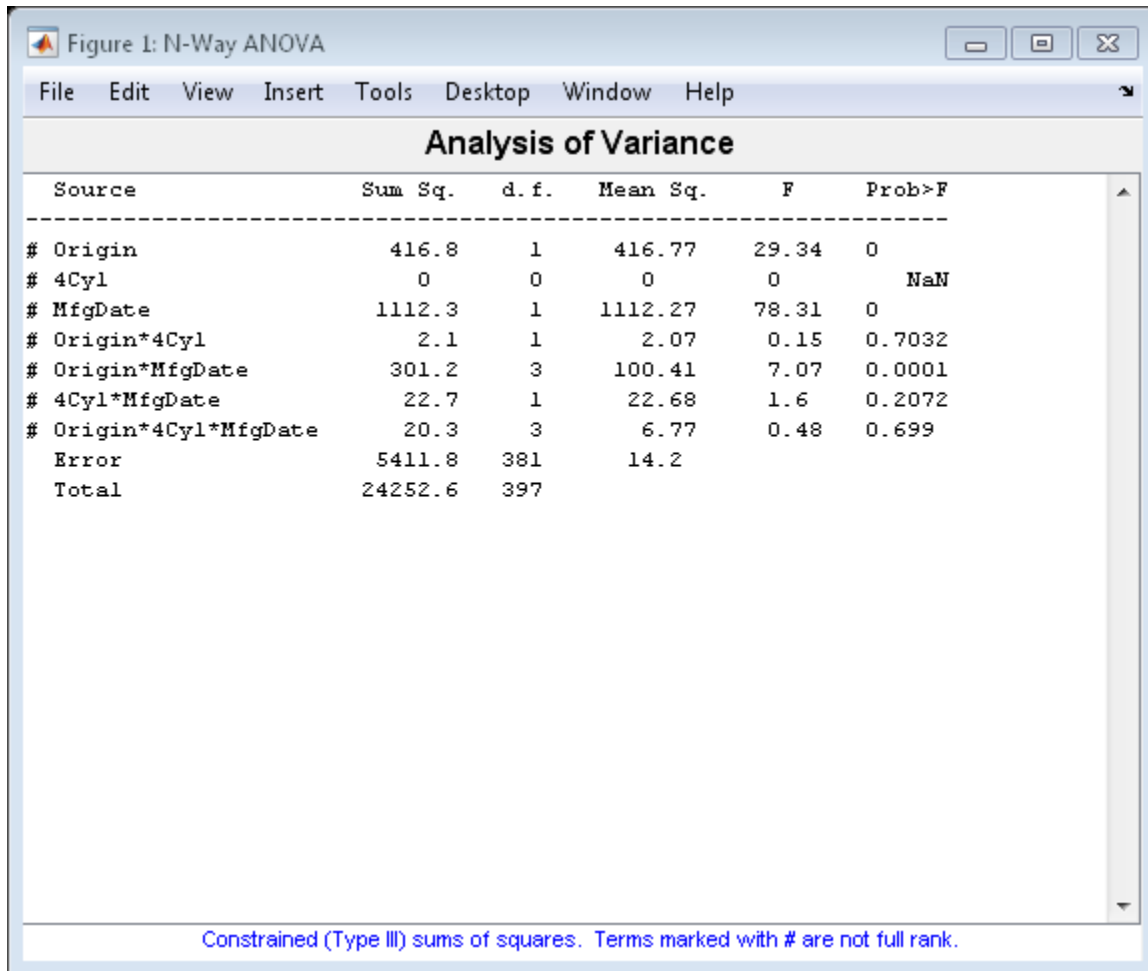 Figure 1: N-Way ANOVA
File Edit View Insert Tools Desktop Window Help
Analysis of Variance
Source Sum Sq. d.f. Mean Sq. F Prob>F
----------------------------------------------------------------------
# Origin 416.8 1 416.77 29.34 0
# 4Cyl 0 0 0 0 NaN
# MfgDate 1112.3 1 1112.27 78.31 0
# Origin*4Cyl 2.1 1 2.07 0.15 0.7032
# Origin*MfgDate 301.2 3 100.41 7.07 0.0001
# 4Cyl*MfgDate 22.7 1 22.68 1.6 0.2072
# Origin*4Cyl*MfgDate 20.3 3 6.77 0.48 0.699
Error 5411.8 381 14.2
Total 24252.6 397
Constrained (Type III) sums of squares. Terms marked with # are not full rank.